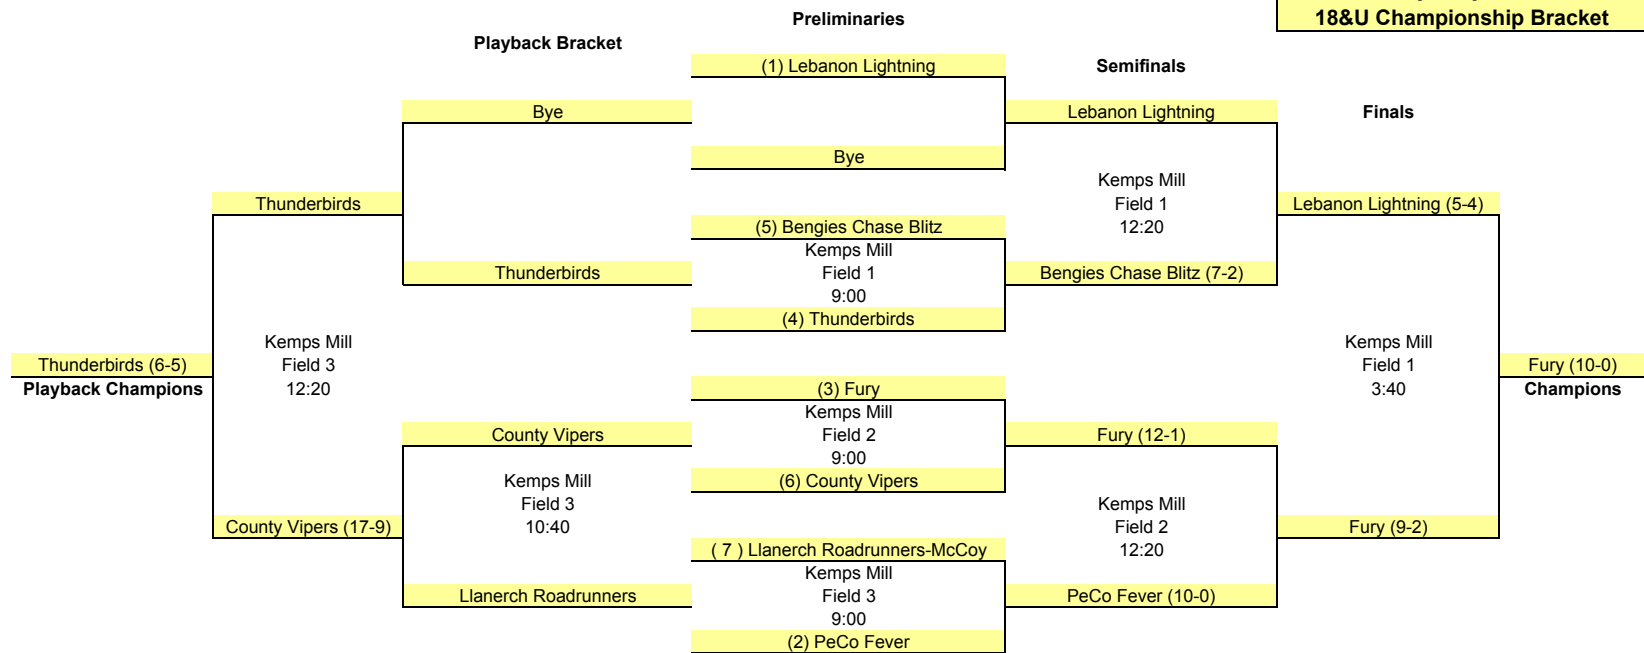 Preliminaries
18&U Championship Bracket
Playback Bracket
(1) Lebanon Lightning
Semifinals
Bye
Lebanon Lightning
Finals
Bye
Kemps Mill
Field 1
12:20
Thunderbirds
Lebanon Lightning (5-4)
(5) Bengies Chase Blitz
Kemps Mill
Field 1
9:00
Thunderbirds
Bengies Chase Blitz (7-2)
(4) Thunderbirds
Kemps Mill
Field 3
12:20
Kemps Mill
Field 1
3:40
Thunderbirds (6-5)
Playback Champions
Fury (10-0)
Champions
(3) Fury
Kemps Mill
Field 2
9:00
County Vipers
Fury (12-1)
(6) County Vipers
Kemps Mill
Field 3
10:40
Kemps Mill
Field 2
12:20
County Vipers (17-9)
Fury (9-2)
( 7 ) Llanerch Roadrunners-McCoy
Kemps Mill
Field 3
9:00
Llanerch Roadrunners
PeCo Fever (10-0)
(2) PeCo Fever